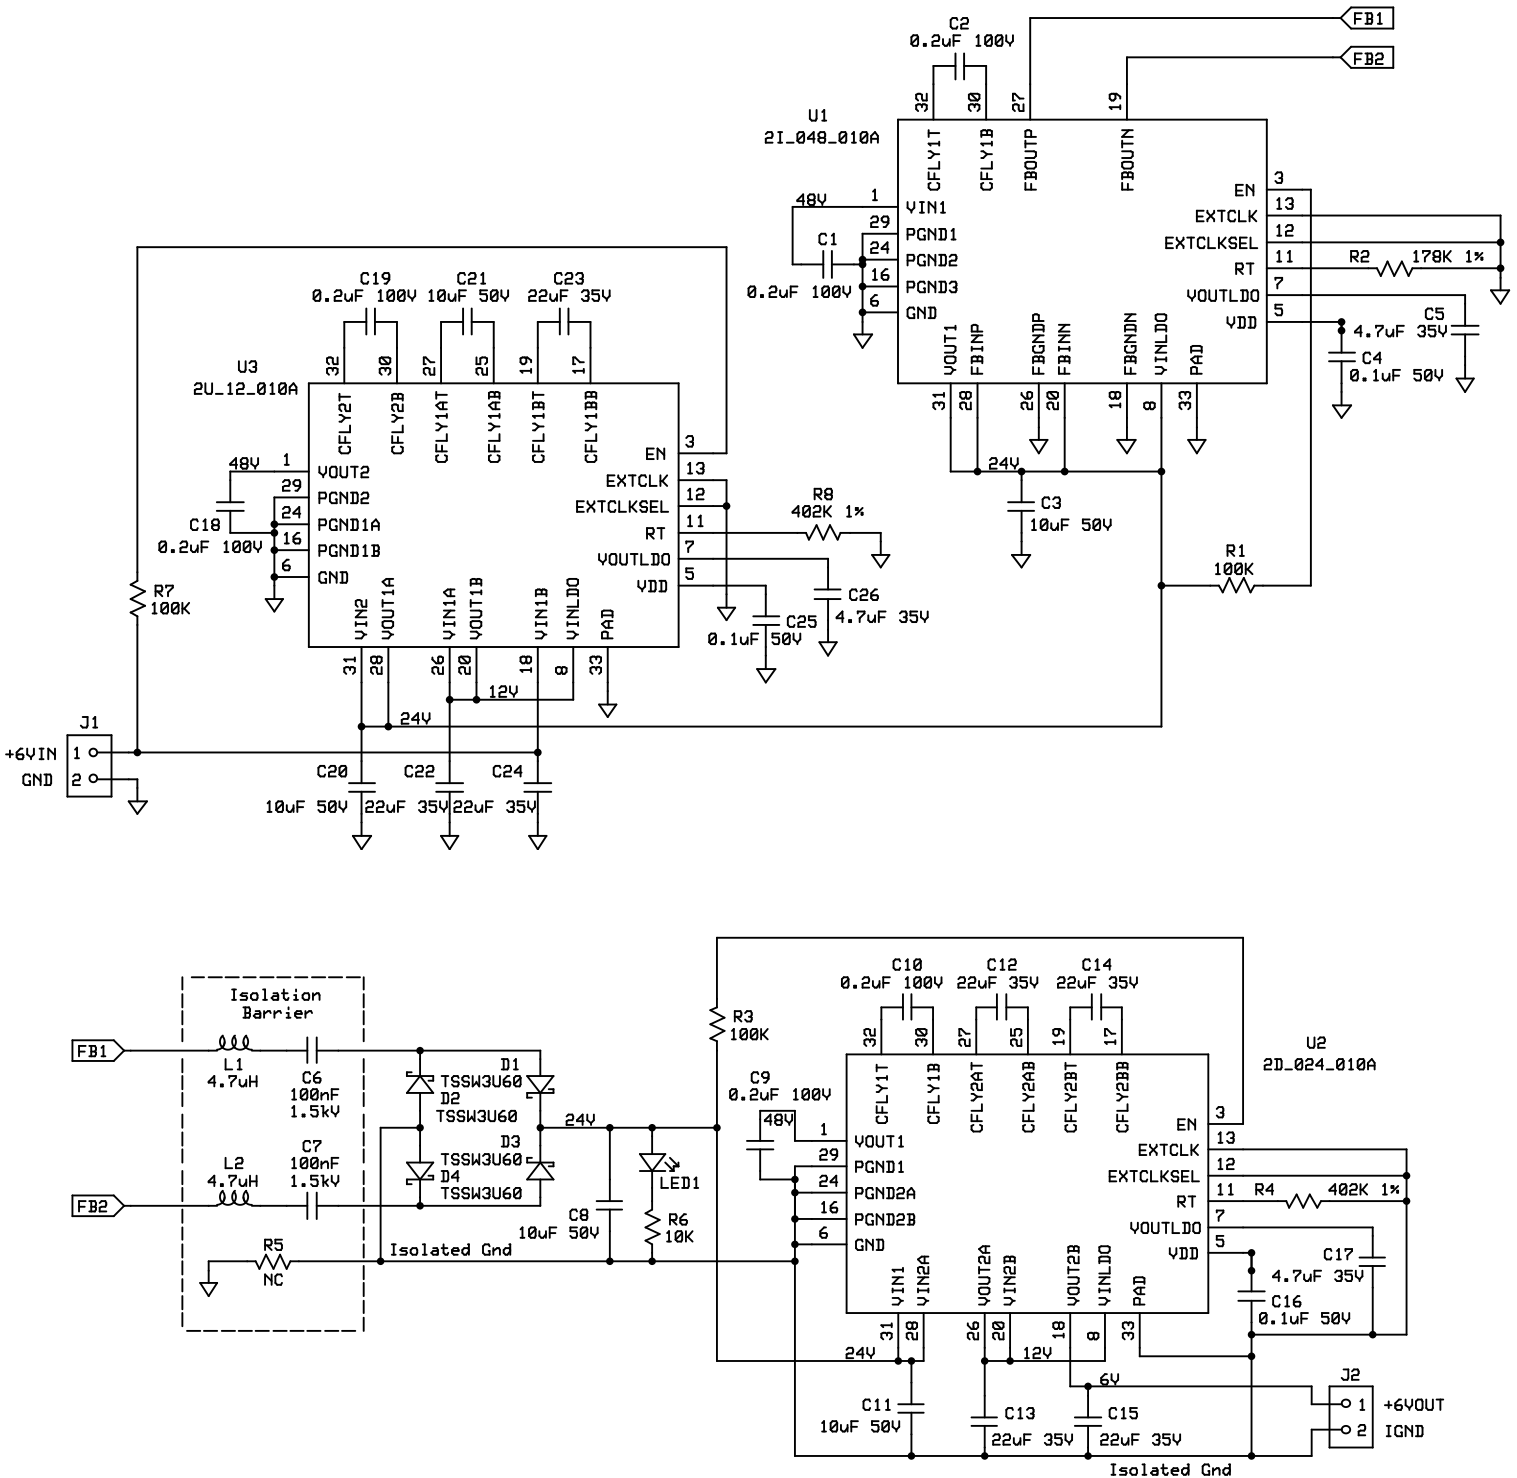 C2
0.2uF 100V
FB1
FB2
32
30
27
19
U1
2I_048_010A
CFLY1T
CFLY1B
FBOUTP
FBOUTN
48V
1
VIN1
29
PGND1
24
PGND2
16
PGND3
6
GND
C1
0.2uF 100V
EN
3
EXTCLK
13
EXTCLKSEL
12
RT
11
R2
178K 1%
VOUTLDO
7
VDD
5
C5
4.7uF 35V
C4
0.1uF 50V
VOUT1
FBINP
FBGNDP
FBINN
FBGNDN
VINLDO
PAD
31
28
26
20
18
8
33
24V
C3
10uF 50V
R1
100K
C19
0.2uF 100V
C21
10uF 50V
C23
22uF 35V
U3
2U_12_010A
32
30
27
25
19
17
CFLY2T
CFLY2B
CFLY1AT
CFLY1AB
CFLY1BT
CFLY1BB
48V
1
VOUT2
29
PGND2
24
PGND1A
16
PGND1B
6
GND
C18
0.2uF 100V
EN
3
EXTCLK
13
EXTCLKSEL
12
RT
11
VOUTLDO
7
VDD
5
R8
402K 1%
C26
4.7uF 35V
C25
0.1uF 50V
R7
100K
VIN2
VOUT1A
VIN1A
VOUT1B
VIN1B
VINLDO
PAD
31
28
26
20
18
8
33
12V
24V
J1
+6VIN
1
GND
2
C20
10uF 50V
C22
22uF 35V
C24
22uF 35V
Isolation
Barrier
FB1
L1
4.7uH
C6
100nF
1.5kV
FB2
L2
4.7uH
C7
100nF
1.5kV
R5
NC
D1
TSSW3U60
D2
TSSW3U60
D3
TSSW3U60
D4
TSSW3U60
24V
C8
10uF 50V
LED1
R6
10K
Isolated Gnd
R3
100K
C9
0.2uF 100V
48V
C10
0.2uF 100V
C12
22uF 35V
C14
22uF 35V
32
30
27
25
19
17
U2
2D_024_010A
CFLY1T
CFLY1B
CFLY2AT
CFLY2AB
CFLY2BT
CFLY2BB
1
VOUT1
29
PGND1
24
PGND2A
16
PGND2B
6
GND
EN
3
EXTCLK
13
EXTCLKSEL
12
RT
11
R4
402K 1%
VOUTLDO
7
VDD
5
C17
4.7uF 35V
C16
0.1uF 50V
VIN1
VIN2A
VOUT2A
VIN2B
VOUT2B
VINLDO
PAD
31
28
26
20
18
8
33
24V
12V
6V
C11
10uF 50V
C13
22uF 35V
C15
22uF 35V
J2
1
+6VOUT
2
IGND
Isolated Gnd